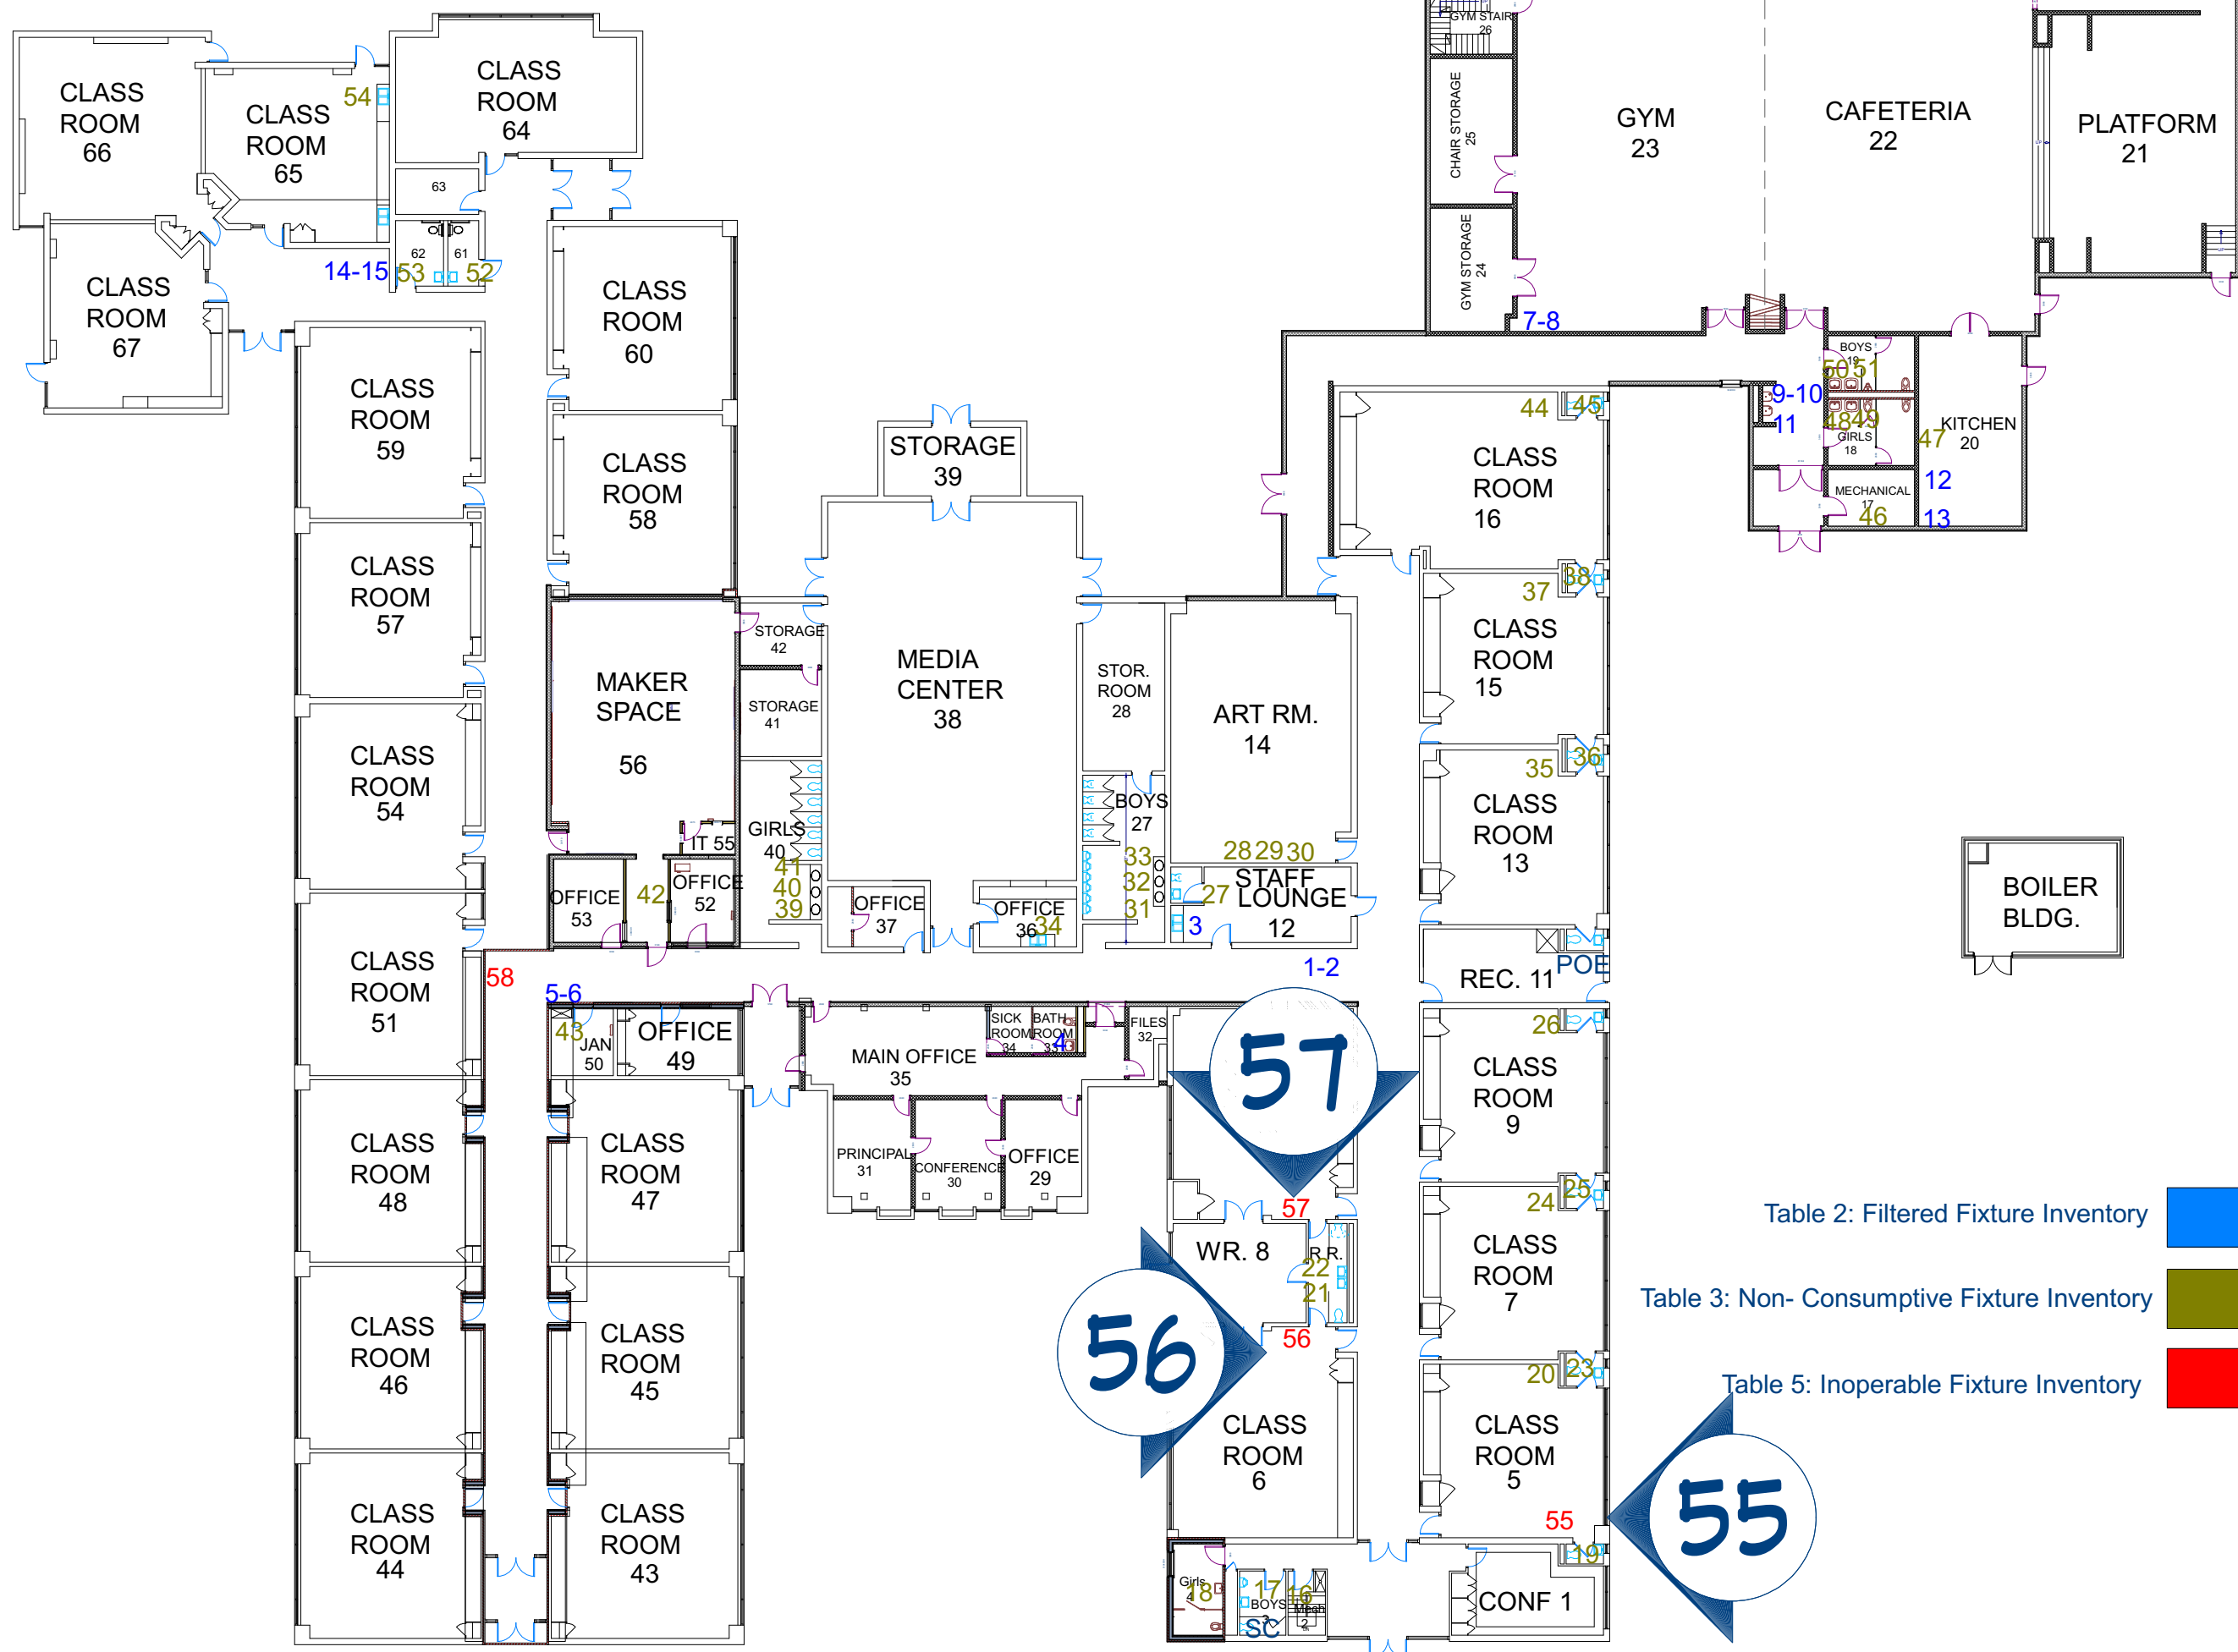 GYM STAIR
26
CLASS
ROOM
66
CLASS
ROOM
65
54
CLASS
ROOM
64
CHAIR STORAGE
25
GYM
23
CAFETERIA
22
PLATFORM
21
63
62
61
14-15
53
52
CLASS
ROOM
67
CLASS
ROOM
60
GYM STORAGE
24
7-8
CLASS
ROOM
59
BOYS
19
50
51
9-10
11
48
49
GIRLS
18
47
KITCHEN
20
12
13
MECHANICAL
17
46
CLASS
ROOM
58
STORAGE
39
44
45
CLASS
ROOM
16
CLASS
ROOM
57
37
38
CLASS
ROOM
15
MAKER
SPACE
56
STORAGE
42
STORAGE
41
MEDIA
CENTER
38
STOR.
ROOM
28
ART RM.
14
CLASS
ROOM
54
35
36
CLASS
ROOM
13
IT 55
GIRLS
40
41
40
39
BOYS
27
33
32
31
28
29
30
STAFF
LOUNGE
12
27
3
OFFICE
53
42
OFFICE
52
OFFICE
37
OFFICE
36
34
BOILER
BLDG.
CLASS
ROOM
51
58
5-6
1-2
REC. 11
POE
43
JAN
50
OFFICE
49
MAIN OFFICE
35
SICK
ROOM
34
BATH
ROOM
33
4
FILES
32
57
26
CLASS
ROOM
9
CLASS
ROOM
48
CLASS
ROOM
47
PRINCIPAL
31
CONFERENCE
30
OFFICE
29
57
24
25
Table 2: Filtered Fixture Inventory
WR. 8
R.R.
22
21
CLASS
ROOM
7
Table 3: Non- Consumptive Fixture Inventory
56
56
CLASS
ROOM
46
CLASS
ROOM
45
20
23
Table 5: Inoperable Fixture Inventory
CLASS
ROOM
6
CLASS
ROOM
5
55
55
CLASS
ROOM
44
CLASS
ROOM
43
19
Girls
4
18
17
BOYS
3
SC
16
Mech
2
CONF 1